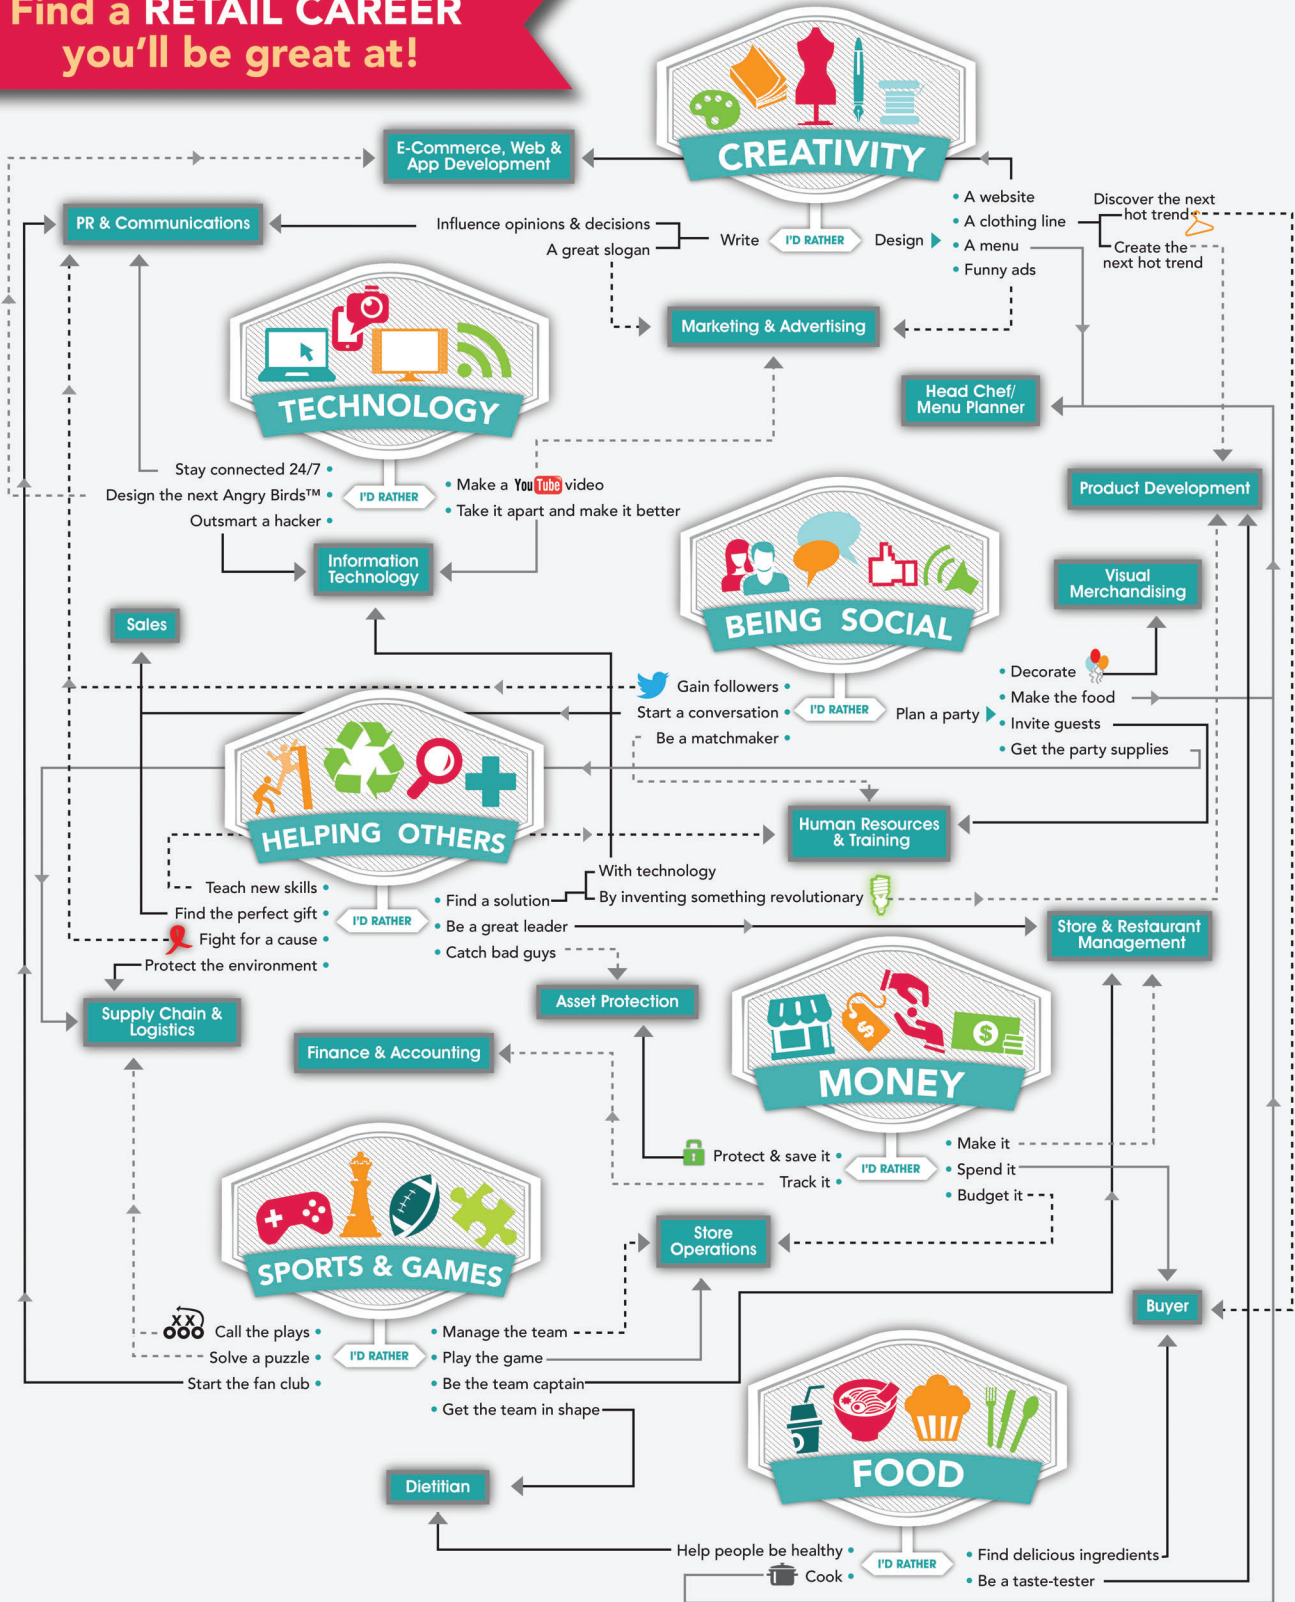 Find a RETAIL CAREER
you'll be great at!
CREATIVITY
E-Commerce, Web &
App Development
PR & Communications
Influence opinions & decisions
A great slogan
Write
I'D RATHER
Design
• A website
• A clothing line
• A menu
• Funny ads
Discover the next
hot trend
Create the
next hot trend
Marketing & Advertising
Head Chef/
Menu Planner
Product Development
TECHNOLOGY
Stay connected 24/7 •
Design the next Angry Birds™ •
Outsmart a hacker •
I'D RATHER
• Make a YouTube video
• Take it apart and make it better
Information
Technology
Visual
Merchandising
Sales
BEING SOCIAL
Gain followers •
Start a conversation •
Be a matchmaker •
I'D RATHER
Plan a party
• Decorate
• Make the food
• Invite guests
• Get the party supplies
Human Resources
& Training
HELPING OTHERS
Teach new skills •
Find the perfect gift •
Fight for a cause •
Protect the environment •
I'D RATHER
• Find a solution
• Be a great leader
• Catch bad guys
With technology
By inventing something revolutionary
Store & Restaurant
Management
Supply Chain &
Logistics
Asset Protection
Finance & Accounting
$
$
MONEY
Protect & save it •
Track it •
I'D RATHER
• Make it
• Spend it
• Budget it
Store
Operations
Buyer
SPORTS & GAMES
XX
OOO
Call the plays •
Solve a puzzle •
Start the fan club •
I'D RATHER
• Manage the team
• Play the game
• Be the team captain
• Get the team in shape
Dietitian
FOOD
Help people be healthy •
Cook •
I'D RATHER
• Find delicious ingredients
• Be a taste-tester